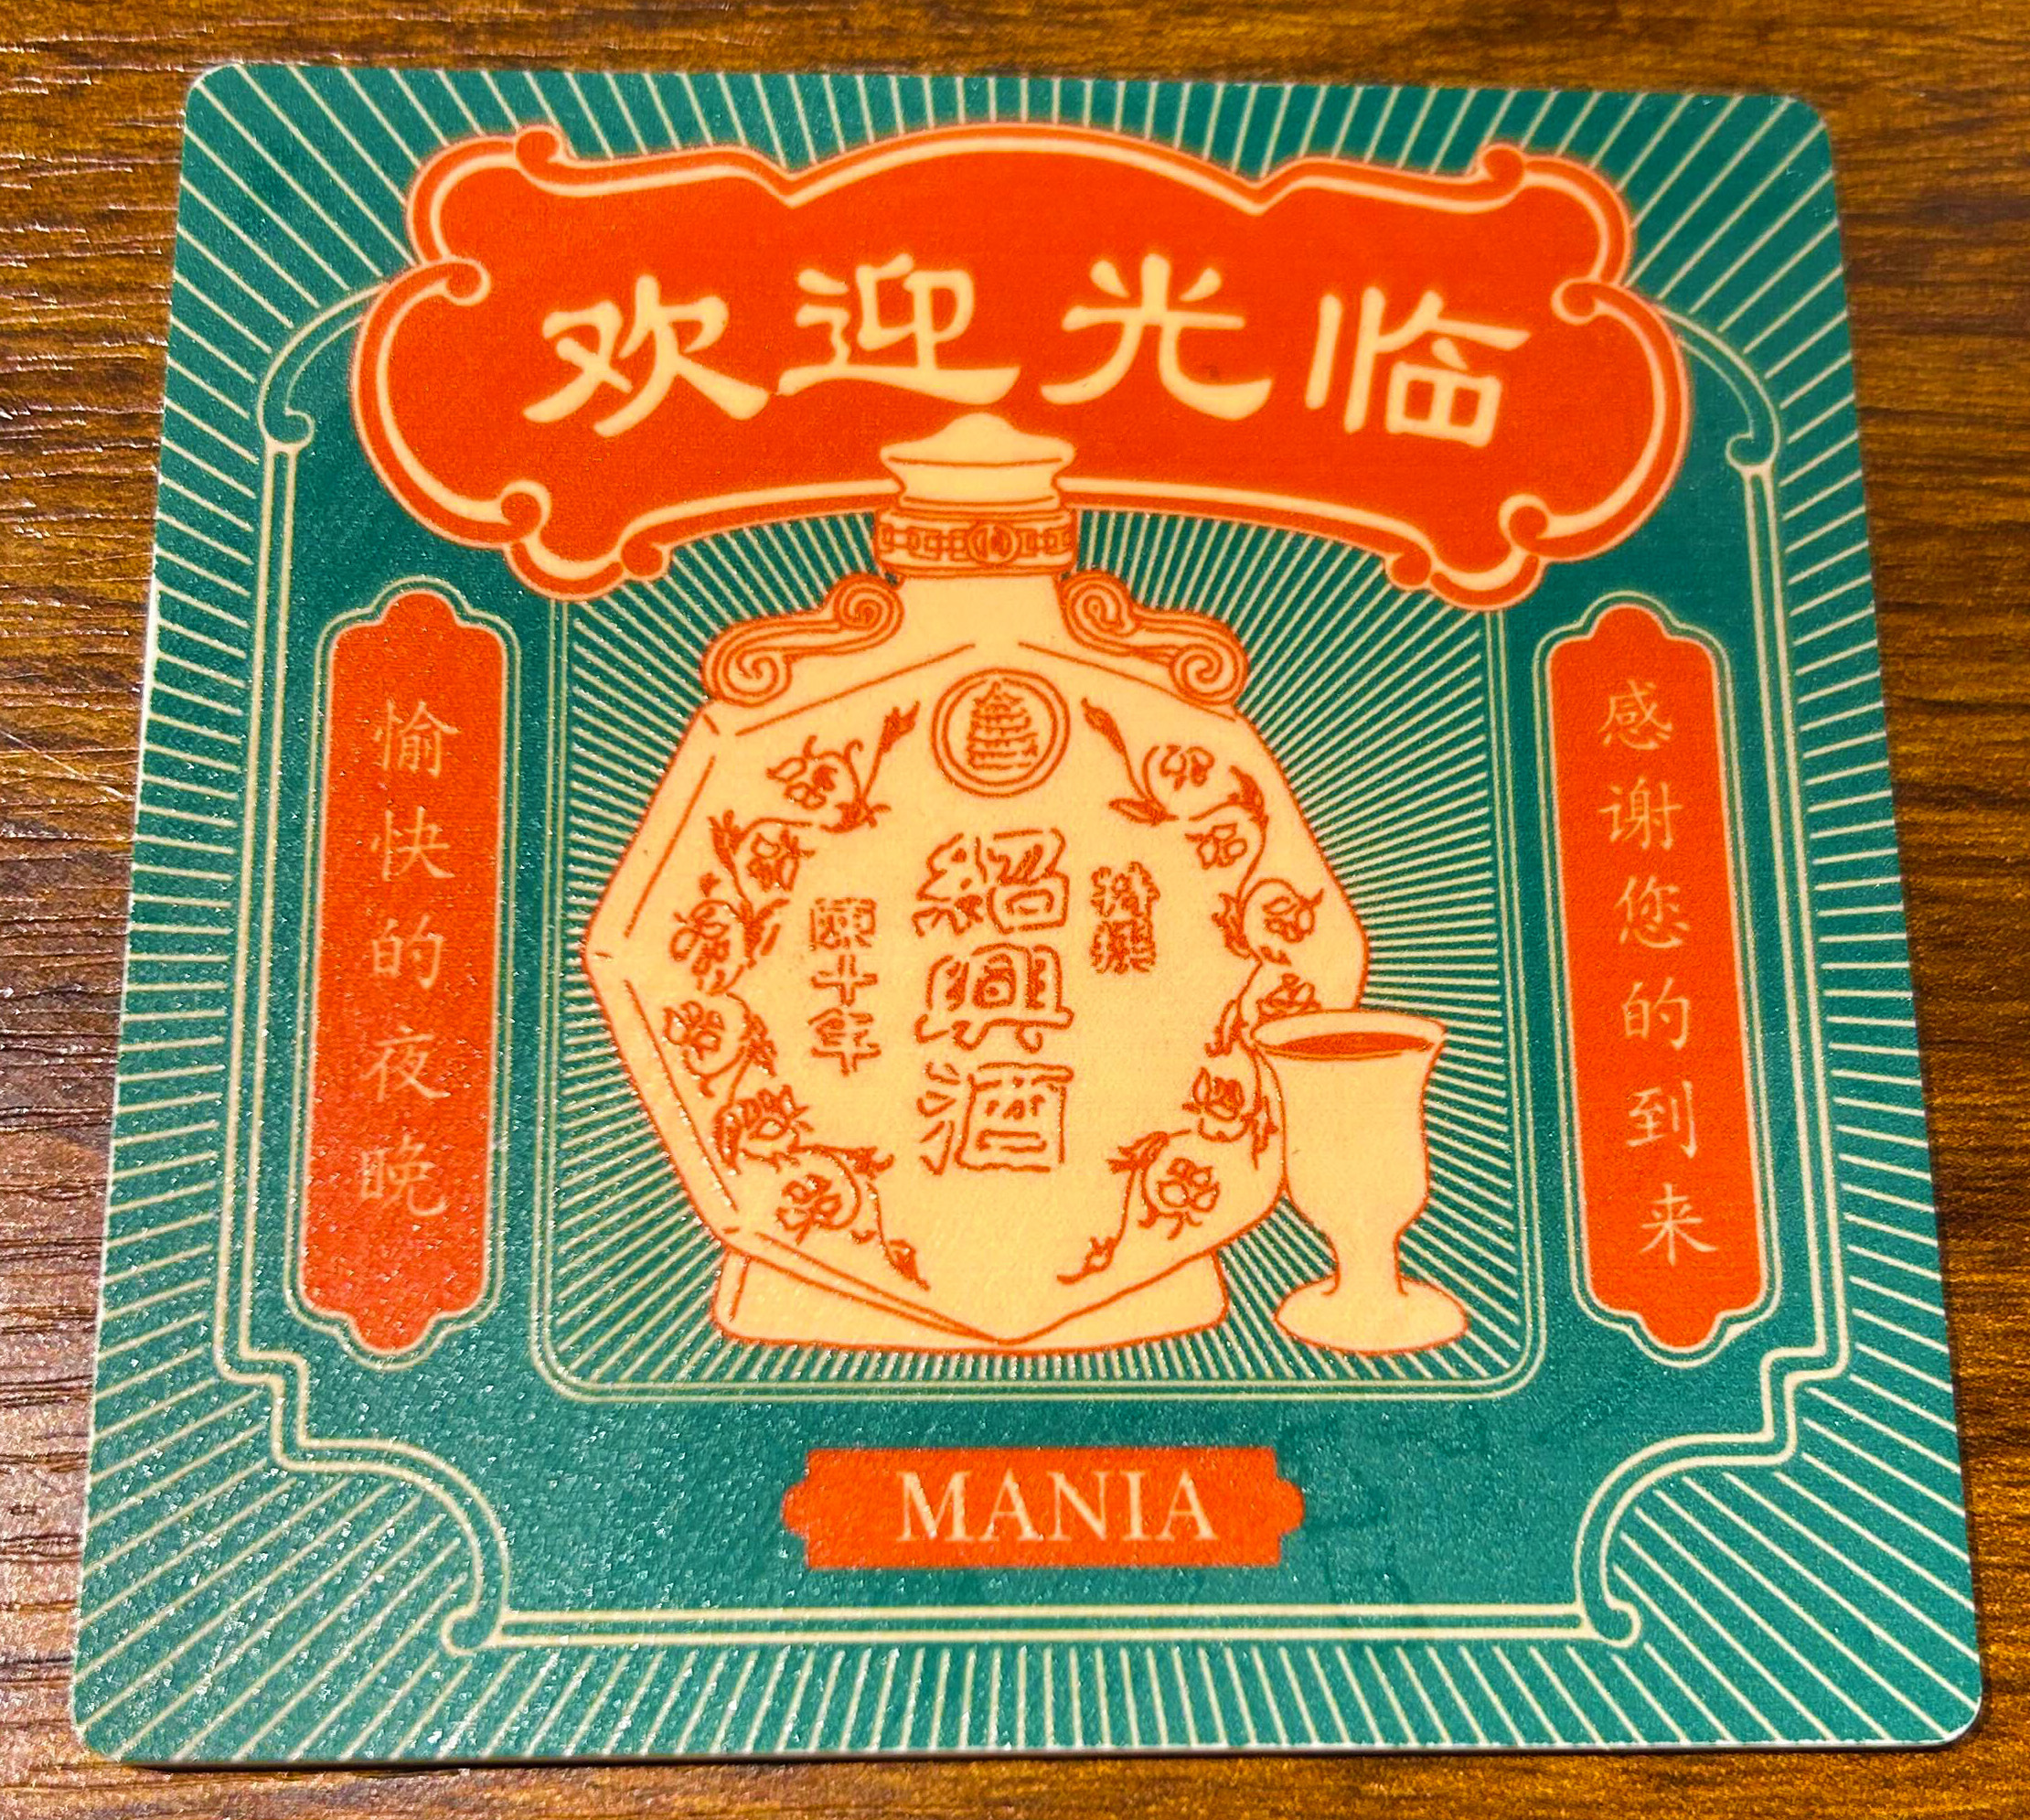 欢迎光临
愉快的夜晚
紹興酒
陳十年
感谢您的到来
MANIA